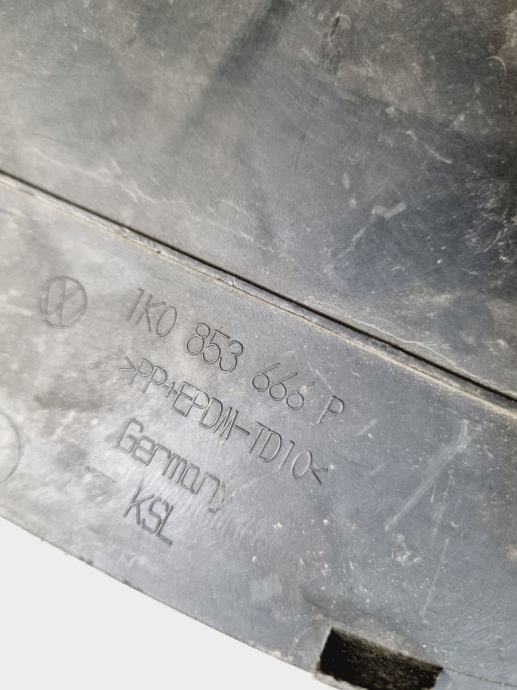 1K0 853 666 P
>PP+EPDM-TD10<
Germany
KSL